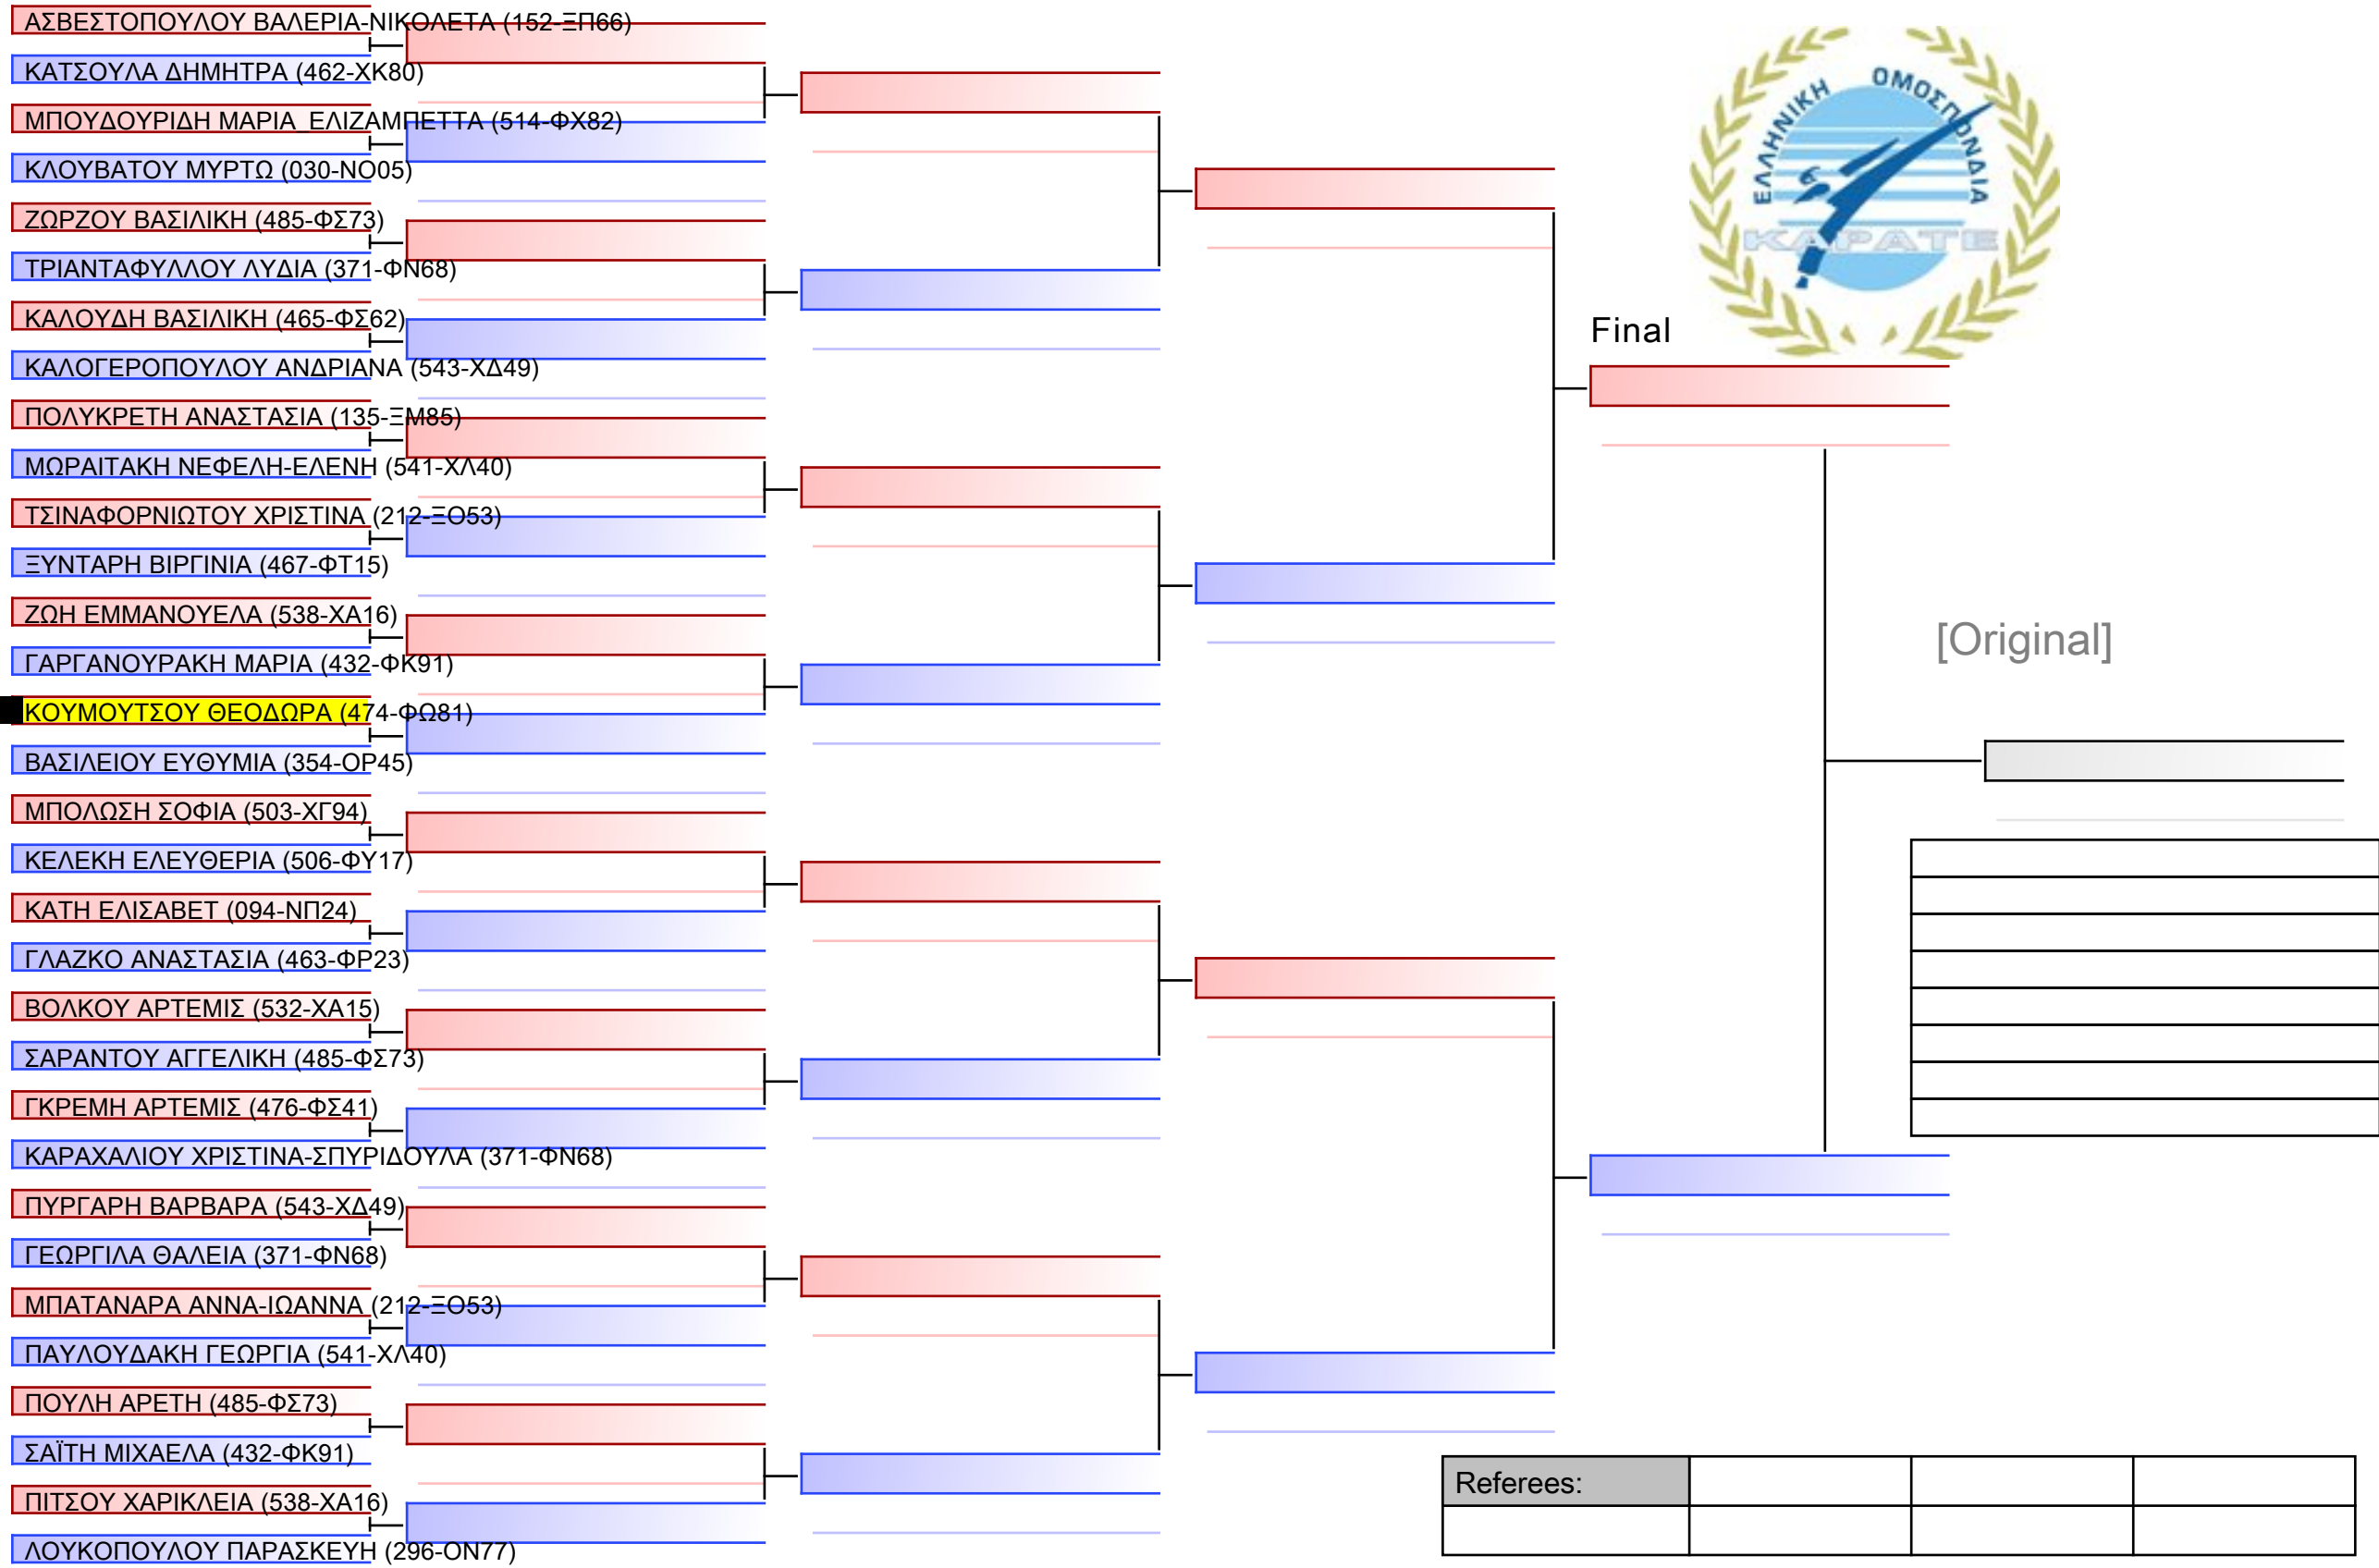 ΑΣΒΕΣΤΟΠΟΥΛΟΥ ΒΑΛΕΡΙΑ-ΝΙΚΟΛΕΤΑ (152-ΞΠ66)
ΚΑΤΣΟΥΛΑ ΔΗΜΗΤΡΑ (462-ΧΚ80)
ΜΠΟΥΔΟΥΡΙΔΗ ΜΑΡΙΑ ΕΛΙΖΑΜΠΕΤΤΑ (514-ΦΧ82)
ΚΛΟΥΒΑΤΟΥ ΜΥΡΤΩ (030-ΝΟ05)
ΖΩΡΖΟΥ ΒΑΣΙΛΙΚΗ (485-ΦΣ73)
ΤΡΙΑΝΤΑΦΥΛΛΟΥ ΛΥΔΙΑ (371-ΦΝ68)
ΚΑΛΟΥΔΗ ΒΑΣΙΛΙΚΗ (465-ΦΣ62)
ΚΑΛΟΓΕΡΟΠΟΥΛΟΥ ΑΝΔΡΙΑΝΑ (543-ΧΔ49)
ΠΟΛΥΚΡΕΤΗ ΑΝΑΣΤΑΣΙΑ (135-ΞΜ85)
ΜΩΡΑΙΤΑΚΗ ΝΕΦΕΛΗ-ΕΛΕΝΗ (541-ΧΛ40)
ΤΣΙΝΑΦΟΡΝΙΩΤΟΥ ΧΡΙΣΤΙΝΑ (212-ΞΟ53)
ΞΥΝΤΑΡΗ ΒΙΡΓΙΝΙΑ (467-ΦΤ15)
ΖΩΗ ΕΜΜΑΝΟΥΕΛΑ (538-ΧΑ16)
ΓΑΡΓΑΝΟΥΡΑΚΗ ΜΑΡΙΑ (432-ΦΚ91)
ΚΟΥΜΟΥΤΣΟΥ ΘΕΟΔΩΡΑ (474-ΦΩ81)
ΒΑΣΙΛΕΙΟΥ ΕΥΘΥΜΙΑ (354-ΟΡ45)
ΜΠΟΛΩΣΗ ΣΟΦΙΑ (503-ΧΓ94)
ΚΕΛΕΚΗ ΕΛΕΥΘΕΡΙΑ (506-ΦΥ17)
ΚΑΤΗ ΕΛΙΣΑΒΕΤ (094-ΝΠ24)
ΓΛΑΖΚΟ ΑΝΑΣΤΑΣΙΑ (463-ΦΡ23)
ΒΟΛΚΟΥ ΑΡΤΕΜΙΣ (532-ΧΑ15)
ΣΑΡΑΝΤΟΥ ΑΓΓΕΛΙΚΗ (485-ΦΣ73)
ΓΚΡΕΜΗ ΑΡΤΕΜΙΣ (476-ΦΣ41)
ΚΑΡΑΧΑΛΙΟΥ ΧΡΙΣΤΙΝΑ-ΣΠΥΡΙΔΟΥΛΑ (371-ΦΝ68)
ΠΥΡΓΑΡΗ ΒΑΡΒΑΡΑ (543-ΧΔ49)
ΓΕΩΡΓΙΛΑ ΘΑΛΕΙΑ (371-ΦΝ68)
ΜΠΑΤΑΝΑΡΑ ΑΝΝΑ-ΙΩΑΝΝΑ (212-ΞΟ53)
ΠΑΥΛΟΥΔΑΚΗ ΓΕΩΡΓΙΑ (541-ΧΛ40)
ΠΟΥΛΗ ΑΡΕΤΗ (485-ΦΣ73)
ΣΑΪΤΗ ΜΙΧΑΕΛΑ (432-ΦΚ91)
ΠΙΤΣΟΥ ΧΑΡΙΚΛΕΙΑ (538-ΧΑ16)
ΛΟΥΚΟΠΟΥΛΟΥ ΠΑΡΑΣΚΕΥΗ (296-ΟΝ77)
ΕΛΛΗΝΙΚΗ ΟΜΟΣΠΟΝΔΙΑ
ΚΑΡΑΤΕ
Final
[Original]
Referees: